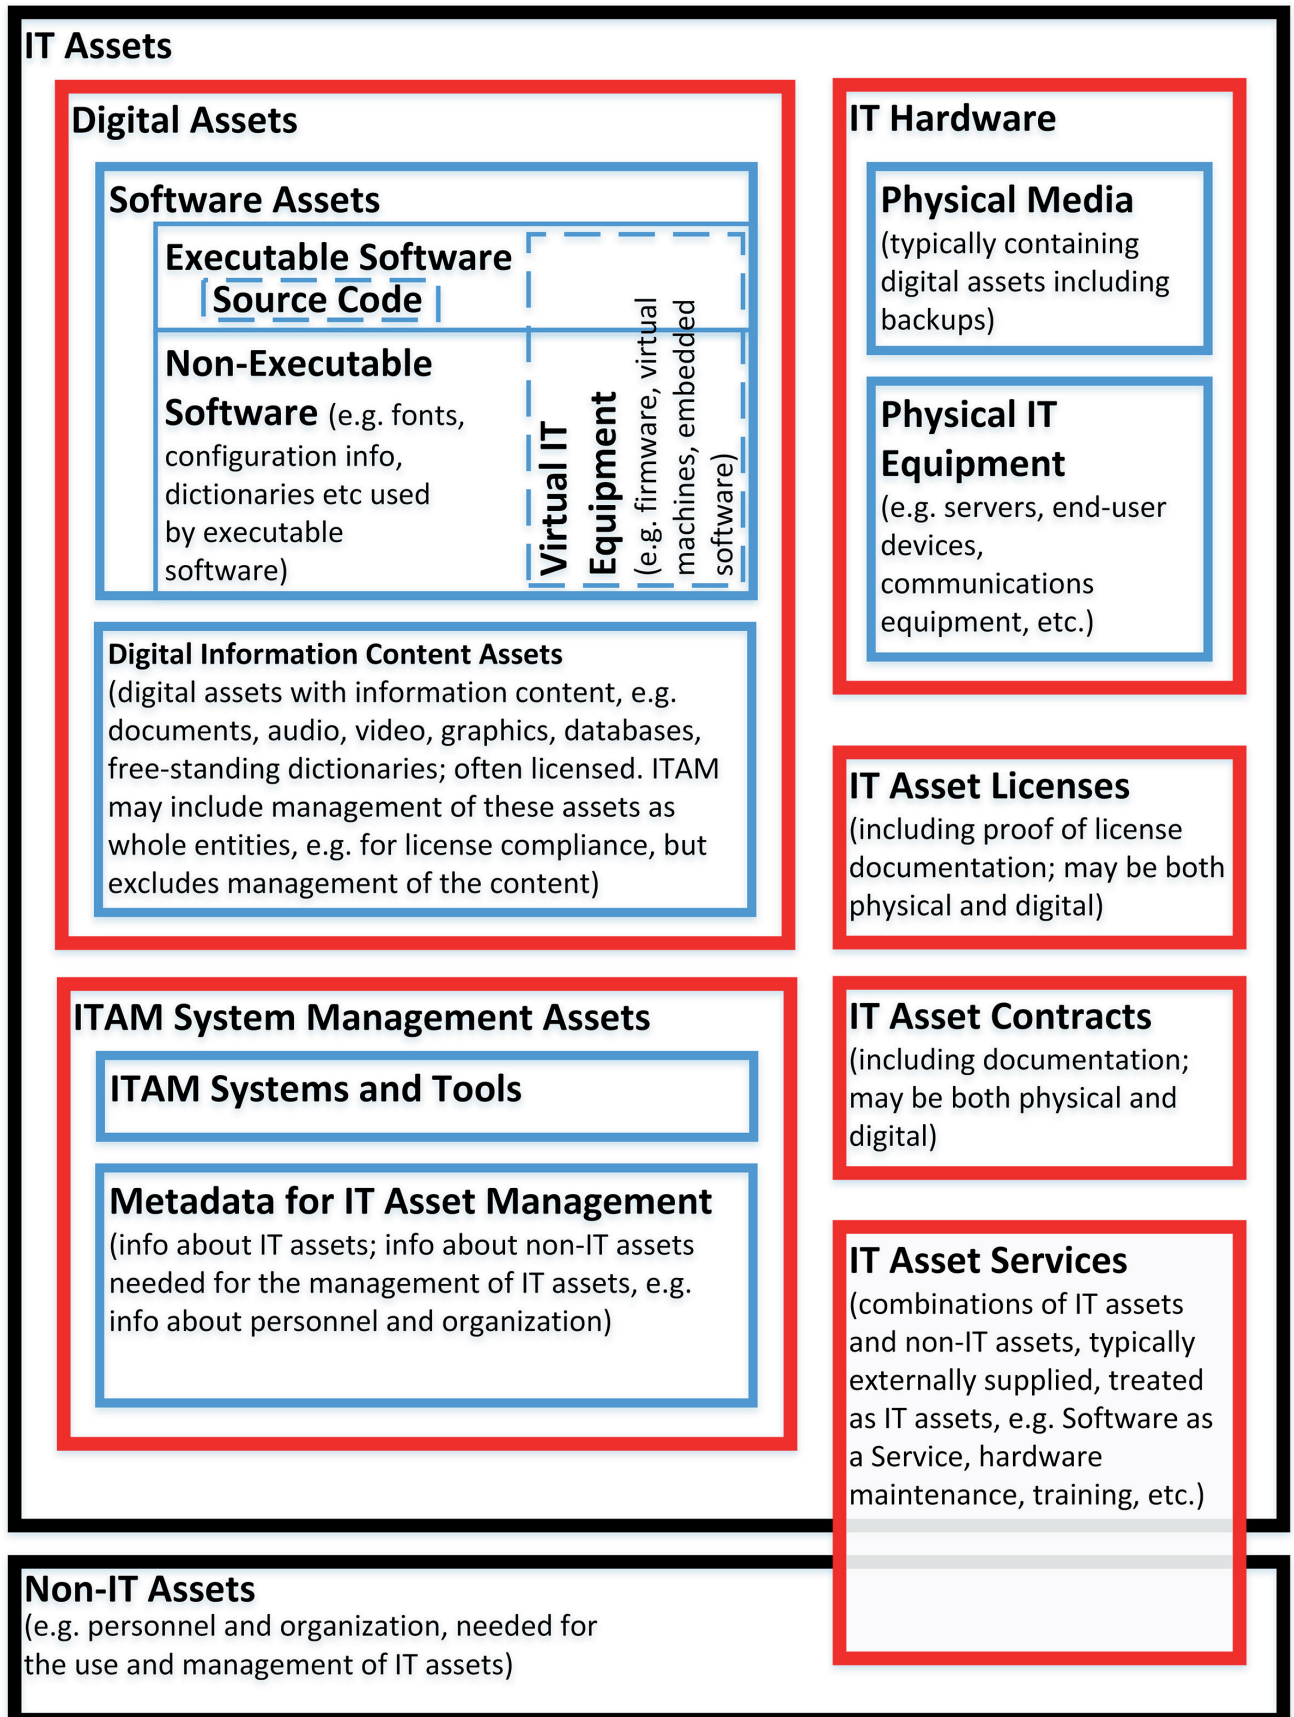 IT Assets
Digital Assets
Software Assets
Executable Software
Source Code
Non-Executable
Software (e.g. fonts,
configuration info,
dictionaries etc used
by executable
software)
Virtual IT
Equipment
(e.g. firmware, virtual
machines, embedded
software)
Digital Information Content Assets
(digital assets with information content, e.g.
documents, audio, video, graphics, databases,
free-standing dictionaries; often licensed. ITAM
may include management of these assets as
whole entities, e.g. for license compliance, but
excludes management of the content)
ITAM System Management Assets
ITAM Systems and Tools
Metadata for IT Asset Management
(info about IT assets; info about non-IT assets
needed for the management of IT assets, e.g.
info about personnel and organization)
IT Hardware
Physical Media
(typically containing
digital assets including
backups)
Physical IT
Equipment
(e.g. servers, end-user
devices,
communications
equipment, etc.)
IT Asset Licenses
(including proof of license
documentation; may be both
physical and digital)
IT Asset Contracts
(including documentation;
may be both physical and
digital)
IT Asset Services
(combinations of IT assets
and non-IT assets, typically
externally supplied, treated
as IT assets, e.g. Software as
a Service, hardware
maintenance, training, etc.)
Non-IT Assets
(e.g. personnel and organization, needed for
the use and management of IT assets)